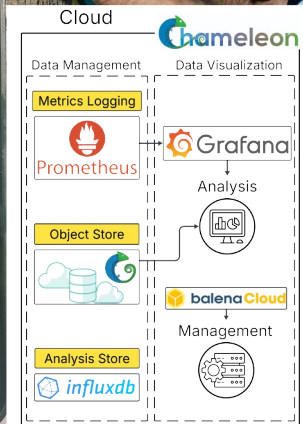 Cloud
Chameleon
Data Management
Data Visualization
Metrics Logging
Prometheus
Grafana
Analysis
Object Store
balenaCloud
Management
Analysis Store
influxdb